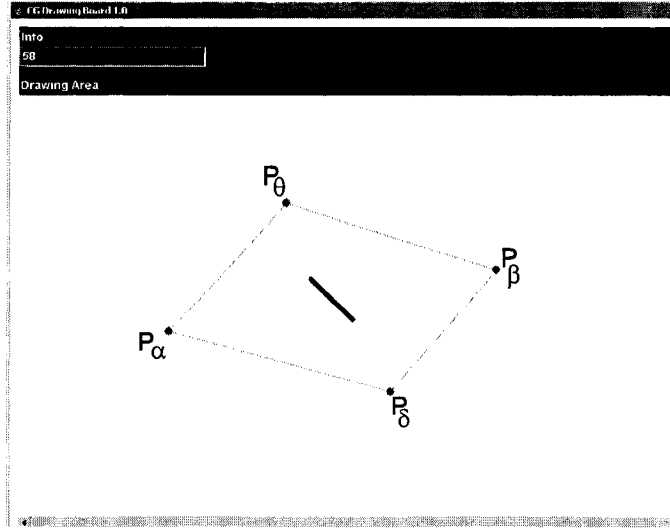 CG Drawing Board 1.0
Info
58
Drawing Area
Pθ
Pβ
Pα
Pδ